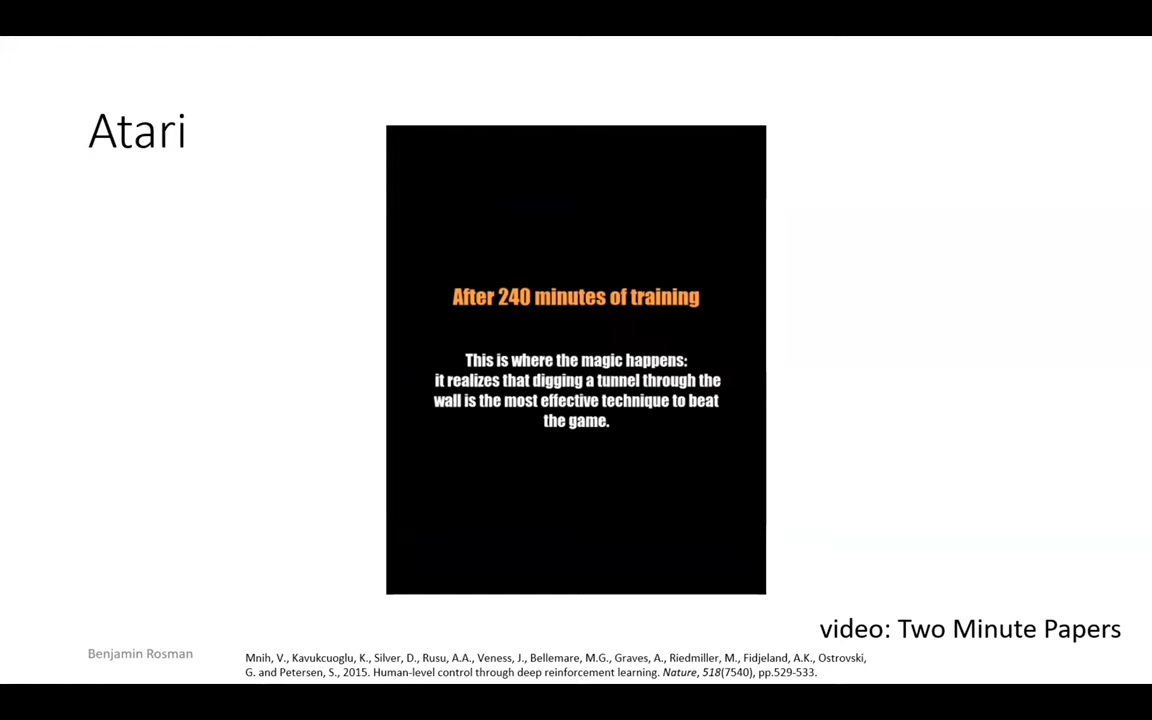 Atari
After 240 minutes of training
This is where the magic happens:
it realizes that digging a tunnel through the
wall is the most effective technique to beat
the game.
video: Two Minute Papers
Benjamin Rosman
Mnih, V., Kavukcuoglu, K., Silver, D., Rusu, A.A., Veness, J., Bellemare, M.G., Graves, A., Riedmiller, M., Fidjeland, A.K., Ostrovski,
G. and Petersen, S., 2015. Human-level control through deep reinforcement learning. Nature, 518(7540), pp.529-533.